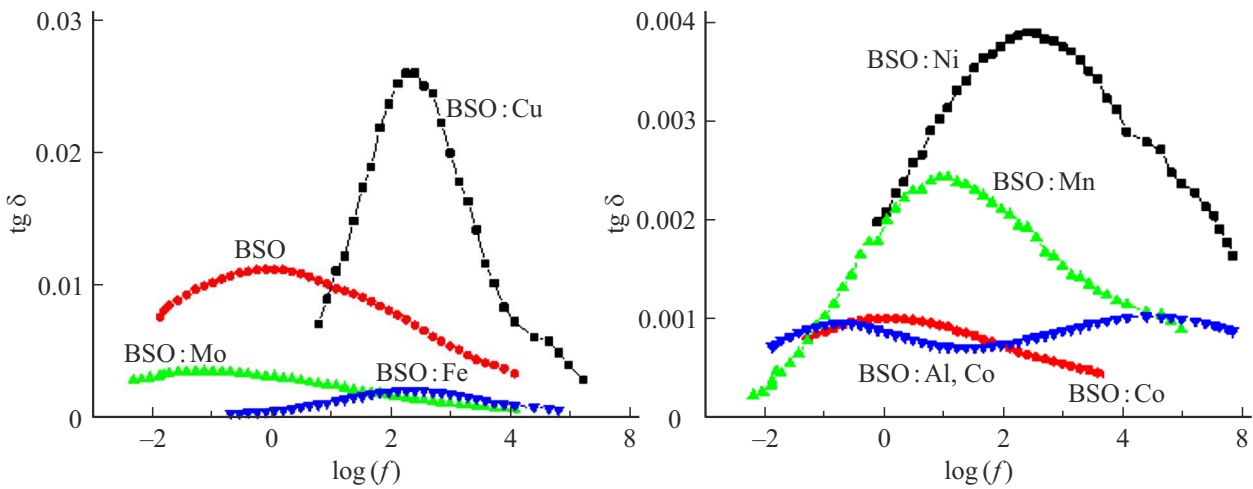 0.03
0.02
0.01
0
tg δ
BSO:Cu
BSO
BSO:Mo
BSO:Fe
–2
0
2
4
8
log (f)
0.004
0.003
0.002
0.001
0
tg δ
BSO:Ni
BSO:Mn
BSO:Al, Co
BSO:Co
–2
0
2
4
6
8
log (f)